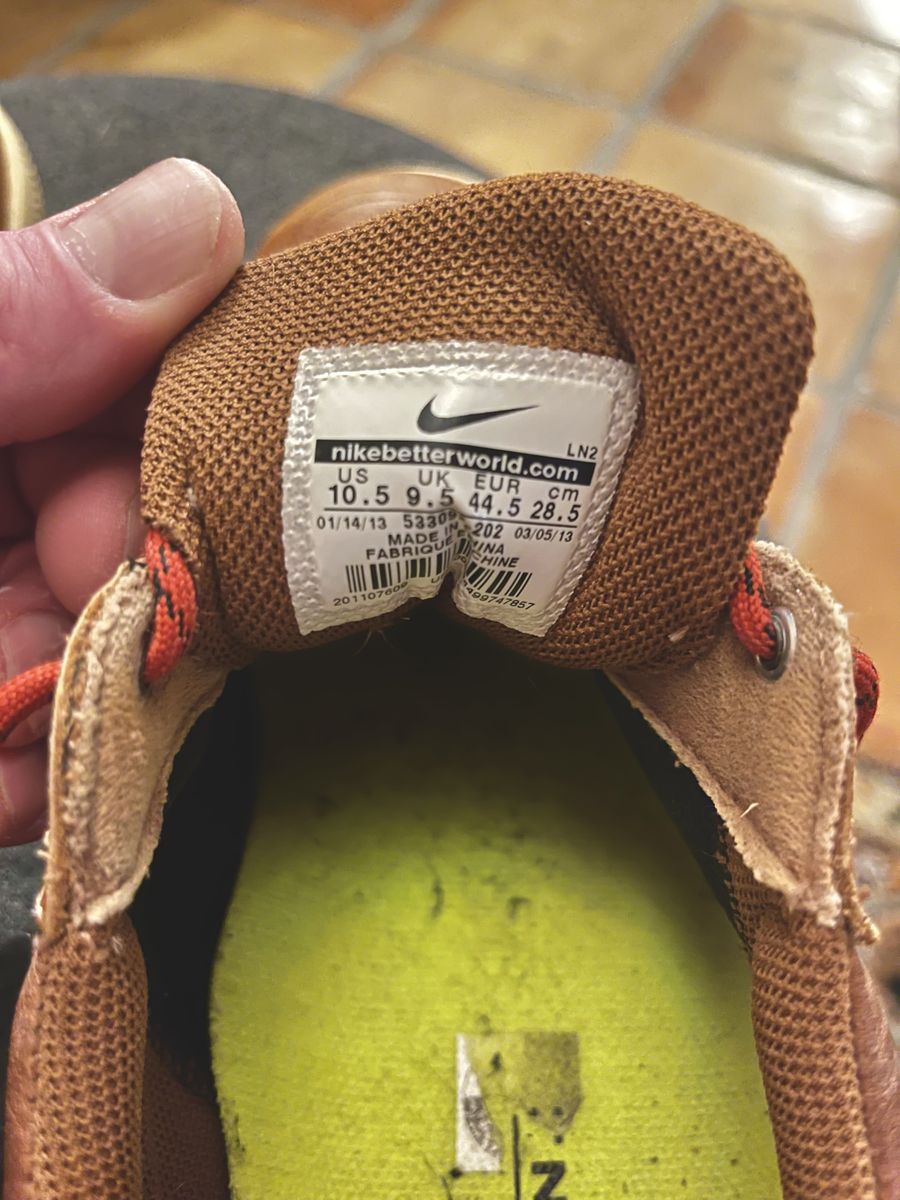 LN2
nikebetterworld.com
US UK EUR cm
10.5 9.5 44.5 28.5
01/14/13 202 03/05/13
MADE IN
FABRIQUE
Z